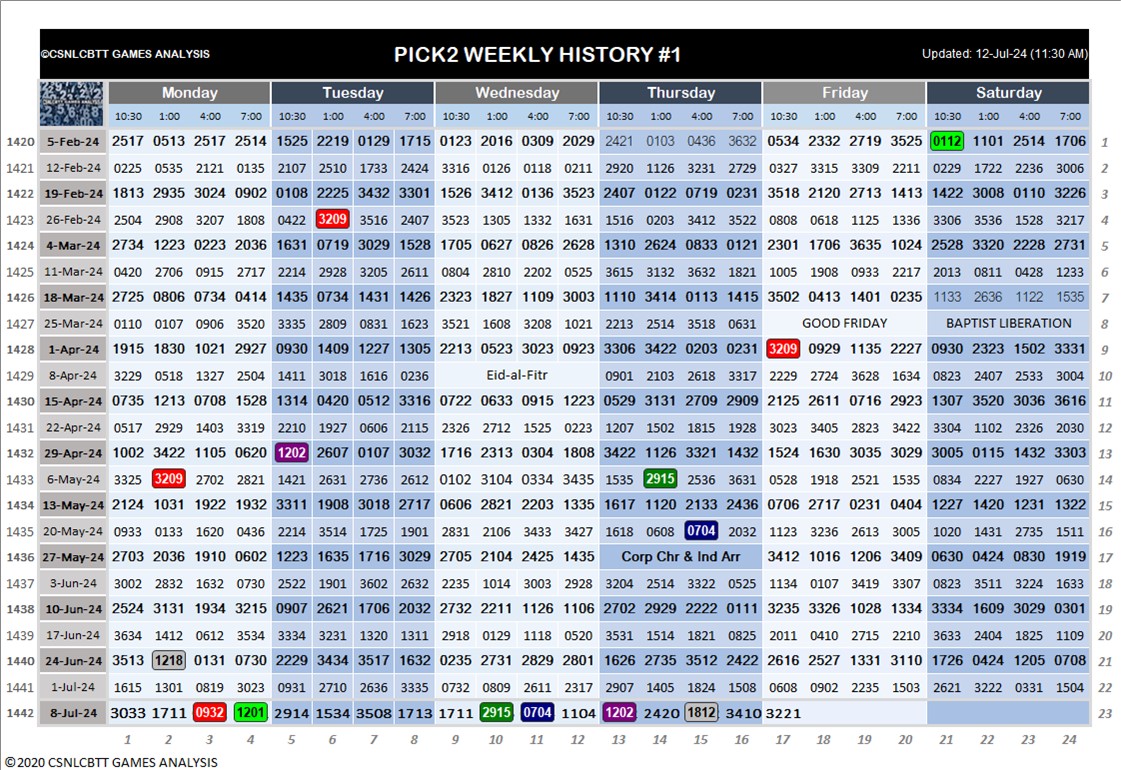 ©CSNLCBTT GAMES ANALYSIS PICK2 WEEKLY HISTORY #1 Updated: 12-Jul-24 (11:30 AM)
Monday Tuesday Wednesday Thursday Friday Saturday
10:30 1:00 4:00 7:00 10:30 1:00 4:00 7:00 10:30 1:00 4:00 7:00 10:30 1:00 4:00 7:00 10:30 1:00 4:00 7:00 10:30 1:00 4:00 7:00
1420 5-Feb-24 2517 0513 2517 2514 1525 2219 0129 1715 0123 2016 0309 2029 2421 0103 0436 3632 0534 2332 2719 3525 0112 1101 2514 1706 1
1421 12-Feb-24 0225 0535 2121 0135 2107 2510 1733 2424 3316 0126 0118 0211 2920 1126 3231 2729 0327 3315 3309 2211 0229 1722 2236 3006 2
1422 19-Feb-24 1813 2935 3024 0902 0108 2225 3432 3301 1526 3412 0136 3523 2407 0122 0719 0231 3518 2120 2713 1413 1422 3008 0110 3226 3
1423 26-Feb-24 2504 2908 3207 1808 0422 3209 3516 2407 3523 1305 1332 1631 1516 0203 3412 3522 3008 0618 1125 1336 3306 3536 3128 3217 4
1424 4-Mar-24 2734 1223 0223 2036 1631 0719 3029 1528 1705 0627 0826 2628 1310 2624 0833 0121 2301 1706 3635 1024 2528 3320 2228 2731 5
1425 11-Mar-24 0420 2706 0915 2717 2214 2928 3205 2611 0804 2810 2202 0525 3615 3132 3632 1821 1005 1908 0933 2217 2013 0811 0428 1233 6
1426 18-Mar-24 2725 0806 0734 0414 1435 0734 1431 1426 2323 1827 1109 3003 1110 3414 0113 1415 3502 0413 1401 0235 1133 2636 1122 1535 7
1427 25-Mar-24 0110 0107 0906 3520 3335 2809 0831 1623 3521 1608 3208 1021 2213 2514 3518 0631 GOOD FRIDAY BAPTIST LIBERATION 8
1428 1-Apr-24 1915 1830 1021 2927 0930 1409 1227 1305 2213 0523 3023 0923 3306 3422 0203 0231 3209 0929 1135 2227 0930 2323 1502 3331 9
1429 8-Apr-24 3229 0518 1327 2504 1411 3018 1616 0236 Eid-al-Fitr 0901 2103 2618 3317 2229 2724 3628 1634 0823 2407 2533 3004 10
1430 15-Apr-24 0735 1213 0708 1528 1314 0420 0512 3316 0722 0633 0915 1223 0529 3131 2709 2909 2125 2611 0716 2923 1307 3520 3036 3616 11
1431 22-Apr-24 0517 2929 1403 3319 2210 1927 0606 2115 2326 2712 1525 0223 1207 1502 1815 1928 3023 3405 2823 3422 3304 1102 2326 2030 12
1432 29-Apr-24 1002 3422 1105 0620 1202 2607 0107 3032 1716 2313 0304 1808 3422 1126 3321 1432 1524 1630 3035 3029 3005 0115 1432 3303 13
1433 6-May-24 3325 3209 2702 2821 1421 2631 2736 2612 0102 3104 0334 3435 1535 2915 2536 3631 0528 1918 2521 1535 0834 2227 1927 0630 14
1434 13-May-24 2124 1031 1922 1932 3311 1908 3018 2717 0606 2821 2203 1335 1617 1120 2133 2436 0706 2717 0231 0404 1227 1420 1231 1322 15
1435 20-May-24 0933 0133 1620 0436 2214 3514 1725 1901 2831 2106 3433 3427 1618 0608 0704 2032 1123 3236 2613 3005 1020 1431 2735 1511 16
1436 27-May-24 2703 2036 1910 0602 1223 1635 1716 3029 2705 2104 2425 1435 Corp Chr & Ind Arr 3412 1016 1206 3409 0630 0424 0830 1919 17
1437 3-Jun-24 3002 2832 1632 0730 2522 1901 3602 2632 2235 1014 3003 2928 3204 2514 3322 0525 1134 0107 3419 3307 0823 3511 3224 1633 18
1438 10-Jun-24 2524 3131 1934 3215 0907 2621 1706 2032 2732 2211 1126 1106 2702 2929 2222 0111 3235 3326 1028 1334 3334 1609 3029 0301 19
1439 17-Jun-24 3634 1412 0612 3534 3334 3231 1320 1311 2918 0129 1118 0520 3531 1514 1821 0825 2011 0410 2715 2210 3632 2404 1825 1109 20
1440 24-Jun-24 3513 1218 0131 0730 2229 3434 3517 1632 0235 2731 2829 2801 1626 2735 3512 2422 2616 2527 1331 3110 1726 0424 1205 0708 21
1441 1-Jul-24 1615 1301 0819 3023 0931 2710 2636 3335 0732 0809 2611 2317 2907 1405 1824 1508 0608 0902 2235 1503 2621 3222 0331 1504 22
1442 8-Jul-24 3033 1711 0932 1201 2914 1534 3508 1713 1711 2915 0704 1104 1202 2420 1812 3410 3221 23
1 2 3 4 5 6 7 8 9 10 11 12 13 14 15 16 17 18 19 20 21 22 23 24
©2020 CSNLCBTT GAMES ANALYSIS